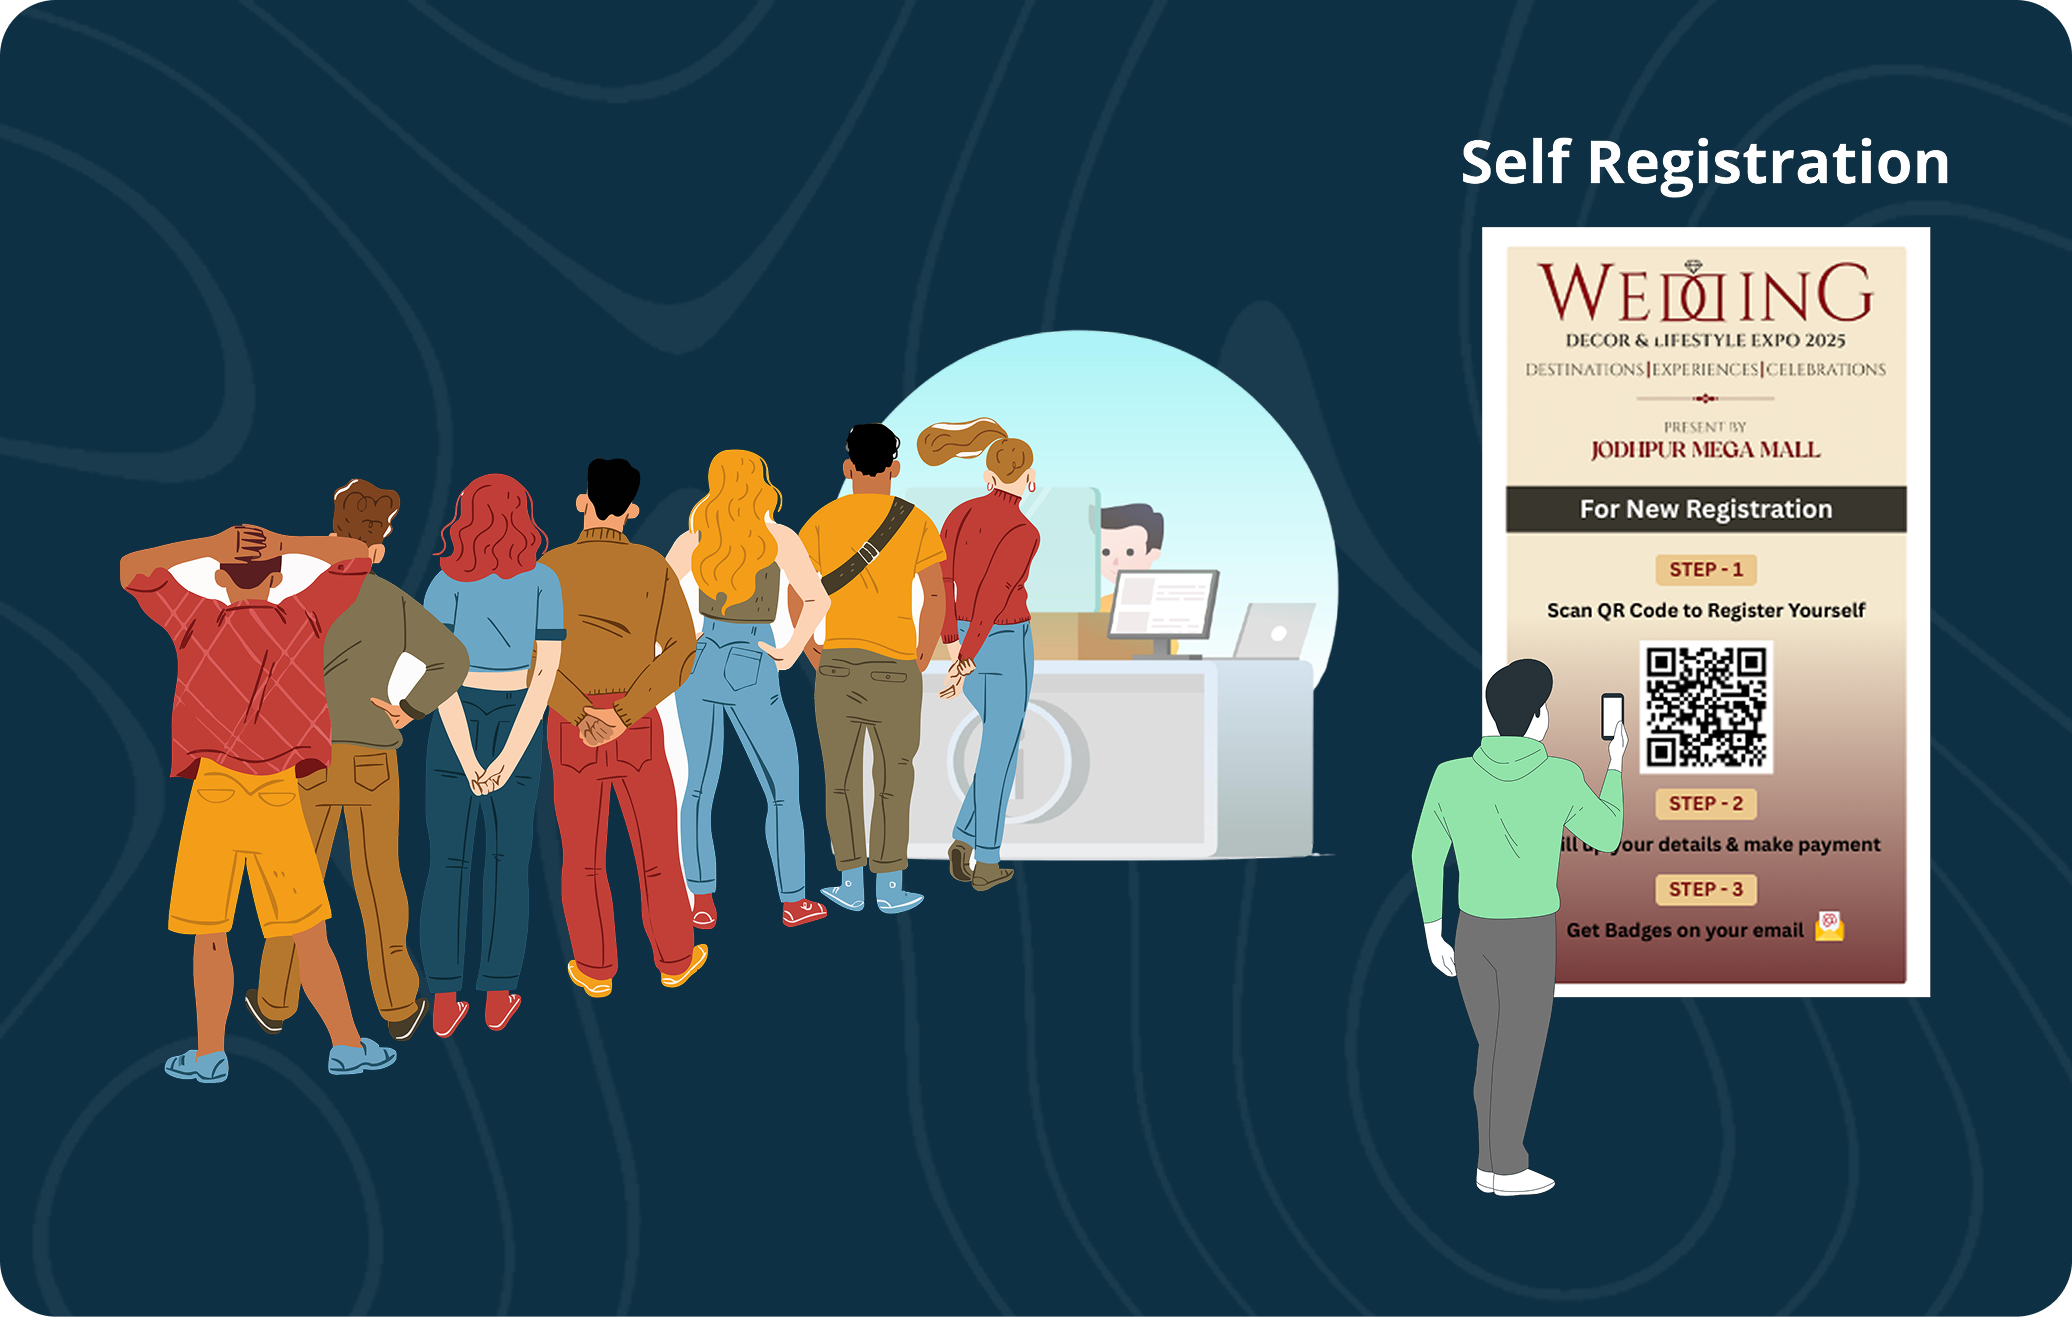 Self Registration
WEDDING
DECOR & LIFESTYLE EXPO 2025
DESTINATIONS|EXPERIENCES|CELEBRATIONS
PRESENT BY
JODHPUR MEGA MALL
For New Registration
STEP - 1
Scan QR Code to Register Yourself
STEP - 2
ill up your details & make payment
STEP - 3
Get Badges on your email
i